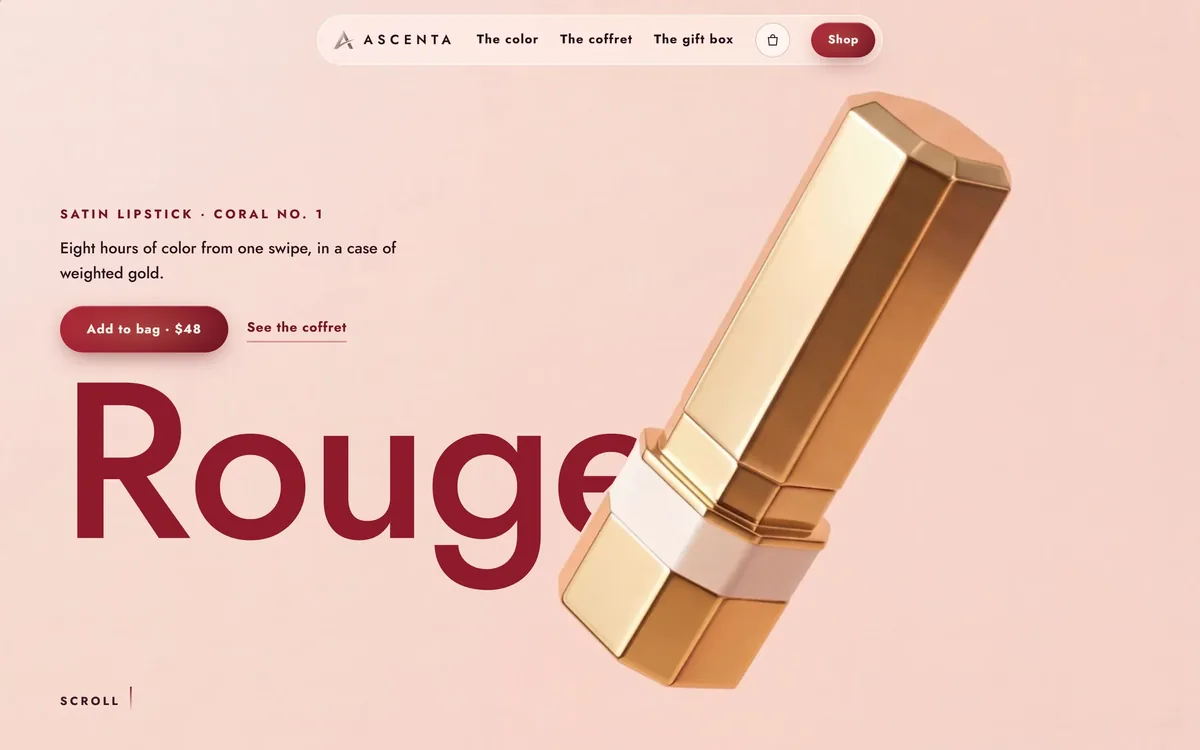 ASCENTA The color The coffret The gift box Shop
SATIN LIPSTICK · CORAL NO. 1
Eight hours of color from one swipe, in a case of
weighted gold.
Add to bag · $48 See the coffret
Rouge
SCROLL